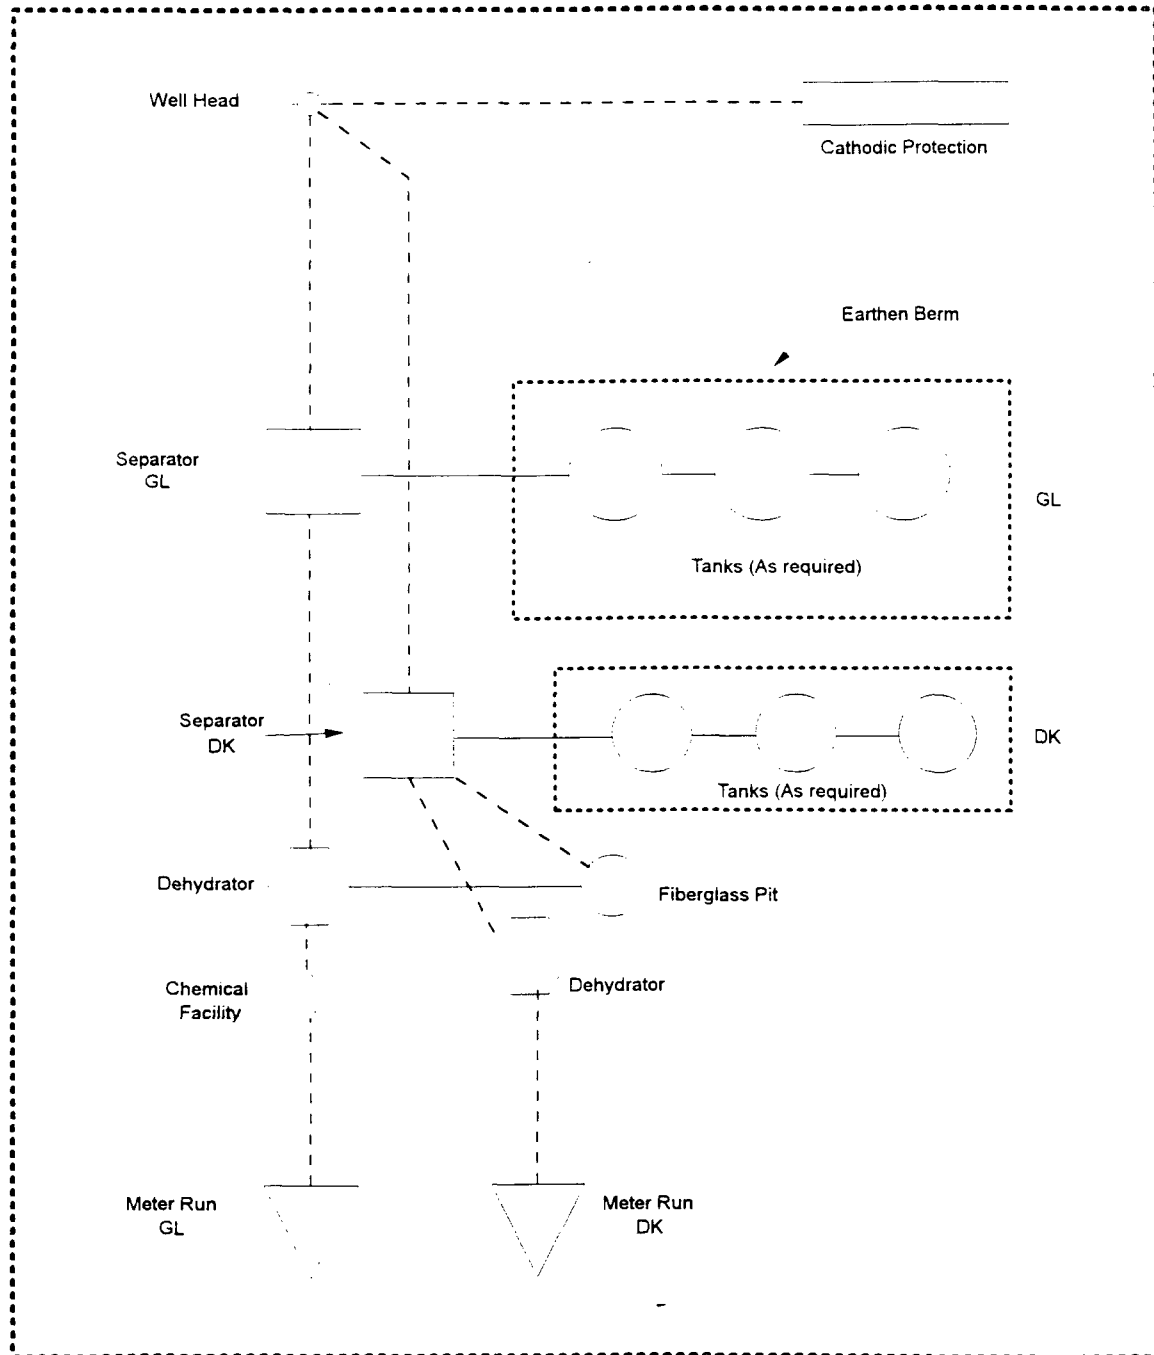 Well Head
Cathodic Protection
Earthen Berm
Separator
GL
GL
Tanks (As required)
Separator
DK
DK
Tanks (As required)
Dehydrator
Fiberglass Pit
Chemical
Facility
Dehydrator
Meter Run
GL
Meter Run
DK